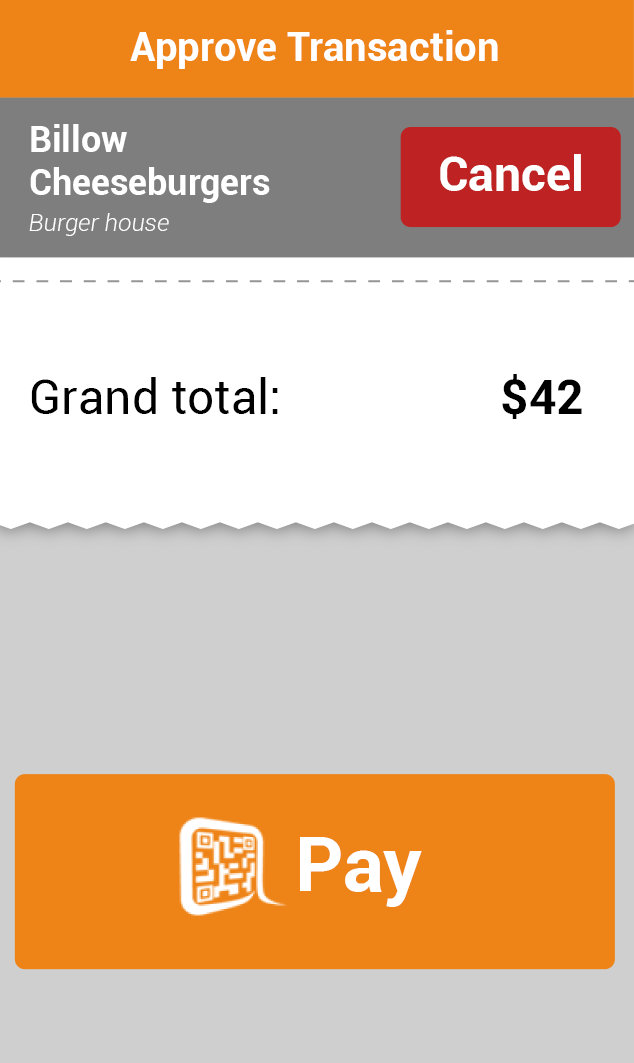 Approve Transaction
Billow
Cheeseburgers
Burger house
Cancel
Grand total: $42
Pay